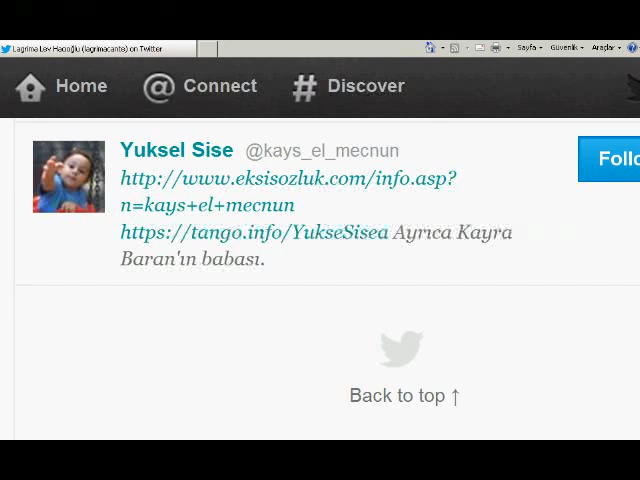 Lagrima Lev Hacıoğlu (lagrimacante) on Twitter
Sayfa Güvenlik Araçlar
Home @ Connect # Discover
Yuksel Sise @kays_el_mecnun
http://www.eksisozluk.com/info.asp?
n=kays+el+mecnun
https://tango.info/YukseSisea Ayrıca Kayra
Baran'ın babası.
Follo
Back to top ↑